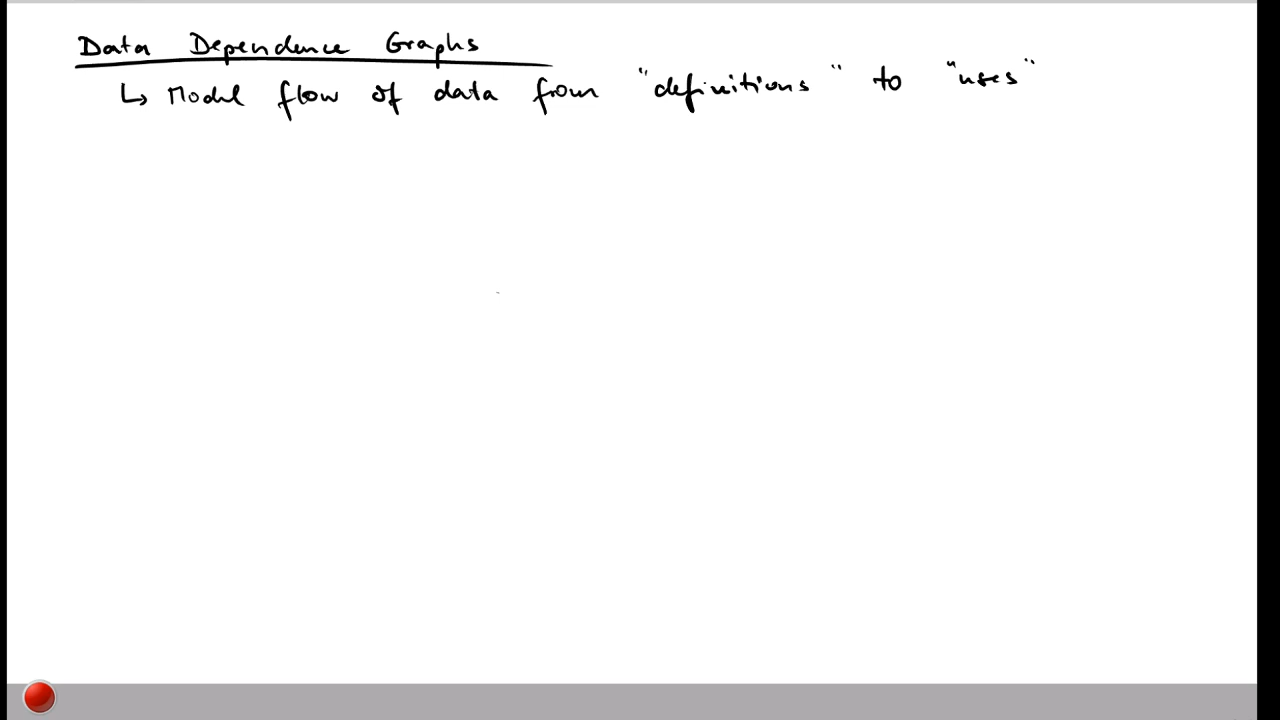 Data Dependence Graphs
↳ Model flow of data from "definitions" to "uses"